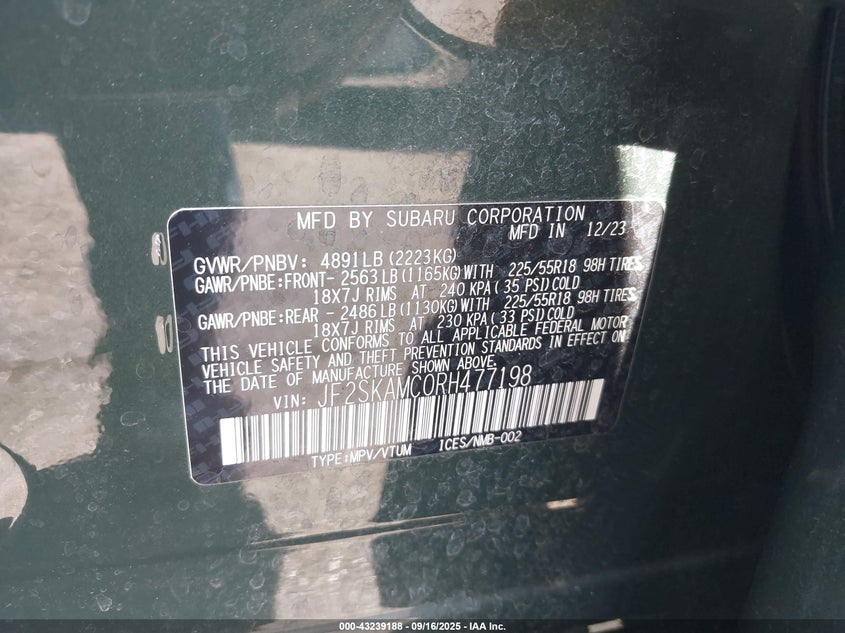 MFD BY SUBARU CORPORATION
MFD IN 12/23
GVWR/PNBV: 4891LB (2223KG)
GAWR/PNBE:FRONT- 2563LB (1165KG)WITH 225/55R18 98H TIRES
18X7J RIMS AT 240 KPA ( 35 PSI)COLD
GAWR/PNBE:REAR - 2486LB (1130KG)WITH 225/55R18 98H TIRES
18X7J RIMS AT 230 KPA ( 33 PSI)COLD
THIS VEHICLE CONFORMS TO ALL APPLICABLE FEDERAL MOTOR
VEHICLE SAFETY AND THEFT PREVENTION STANDARDS IN EFFECT ON
THE DATE OF MANUFACTURE SHOWN ABOVE.
VIN: JF2SKAMC0RH477198
TYPE:MPV/VTUM ICES/NMB-002
000-43239188 - 09/16/2025 - IAA Inc.